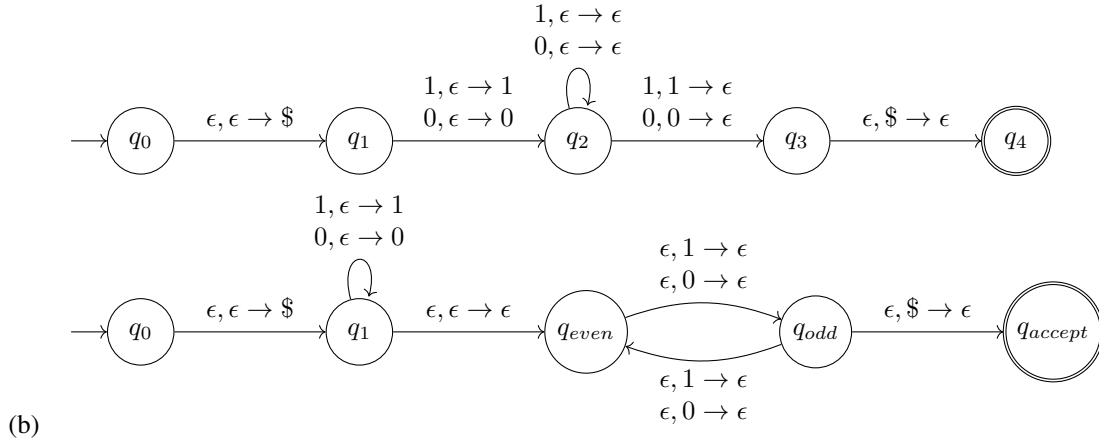 1, ϵ → ϵ
0, ϵ → ϵ
1, ϵ → 1 1, 1 → ϵ
ϵ, ϵ → $ 0, ϵ → 0 0, 0 → ϵ ϵ, $ → ϵ
q0 q1 q2 q3 q4
1, ϵ → 1
0, ϵ → 0
ϵ, 1 → ϵ
ϵ, 0 → ϵ
ϵ, ϵ → $ ϵ, ϵ → ϵ ϵ, $ → ϵ
q0 q1 qeven qodd qaccept
ϵ, 1 → ϵ
ϵ, 0 → ϵ
(b)